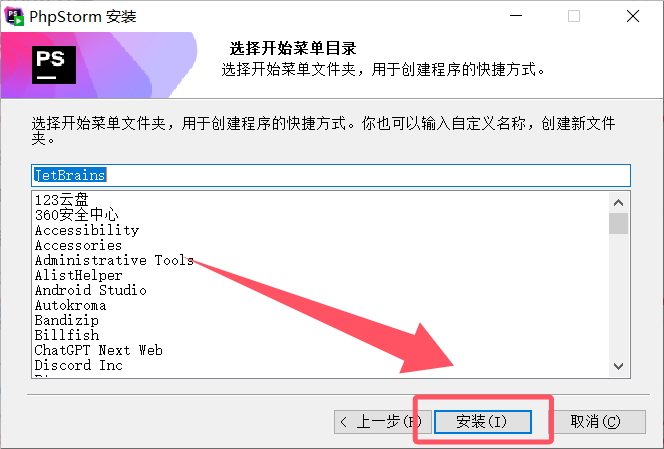 PhpStorm 安装
PS
选择开始菜单目录
选择开始菜单文件夹，用于创建程序的快捷方式。
选择开始菜单文件夹，用于创建程序的快捷方式。你也可以输入自定义名称，创建新文件
夹。
JetBrains
123云盘
360安全中心
Accessibility
Accessories
Administrative Tools
AlistHelper
Android Studio
Autokroma
Bandizip
Billfish
ChatGPT Next Web
Discord Inc
< 上一步(P)
安装(I)
取消(C)